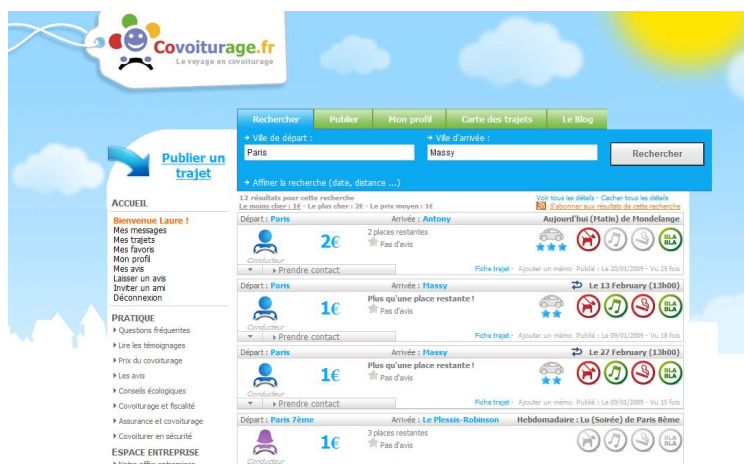 Covoiturage.fr
Le voyage en covoiturage
Rechercher Publier Mon profil Carte des trajets Le Blog
Ville de départ : Ville d'arrivée :
Paris Massy Rechercher
Affiner la recherche (date, distance ...)
Publier un
trajet
ACCUEIL
Bienvenue Laure !
Mes messages
Mes trajets
Mes favoris
Mon profil
Mes avis
Laisser un avis
Inviter un ami
Déconnexion
PRATIQUE
Questions fréquentes
Lire les témoignages
Prix du covoiturage
Les avis
Conseils écologiques
Covoiturage et fiscalité
Assurance et covoiturage
Covoiturer en sécurité
ESPACE ENTREPRISE
Notre offre entreprises
12 résultats pour cette recherche Voir tous les détails - Cacher tous les détails
Le moins cher : 1€ - Le plus cher : 2€ - Le prix moyen : 1€ S'abonner aux résultats de cette recherche
Départ : Paris Arrivée : Antony Aujourd'hui (Matin) de Mondelange
2€ 2 places restantes
Pas d'avis BLA BLA
Conducteur
Prendre contact Fiche trajet - Ajouter un mémo Publié : Le 20/01/2009 - Vu 25 fois
Départ : Paris Arrivée : Massy Le 13 February (13h00)
1€ Plus qu'une place restante !
Pas d'avis BLA BLA
Conducteur
Prendre contact Fiche trajet - Ajouter un mémo Publié : Le 09/01/2009 - Vu 18 fois
Départ : Paris Arrivée : Massy Le 27 February (13h00)
1€ Plus qu'une place restante !
Pas d'avis BLA BLA
Conducteur
Prendre contact Fiche trajet - Ajouter un mémo Publié : Le 09/01/2009 - Vu 15 fois
Départ : Paris 7ème Arrivée : Le Plessis-Robinson Hebdomadaire : Lu (Soirée) de Paris 8ème
1€ 3 places restantes
Pas d'avis BLA BLA
Conducteur